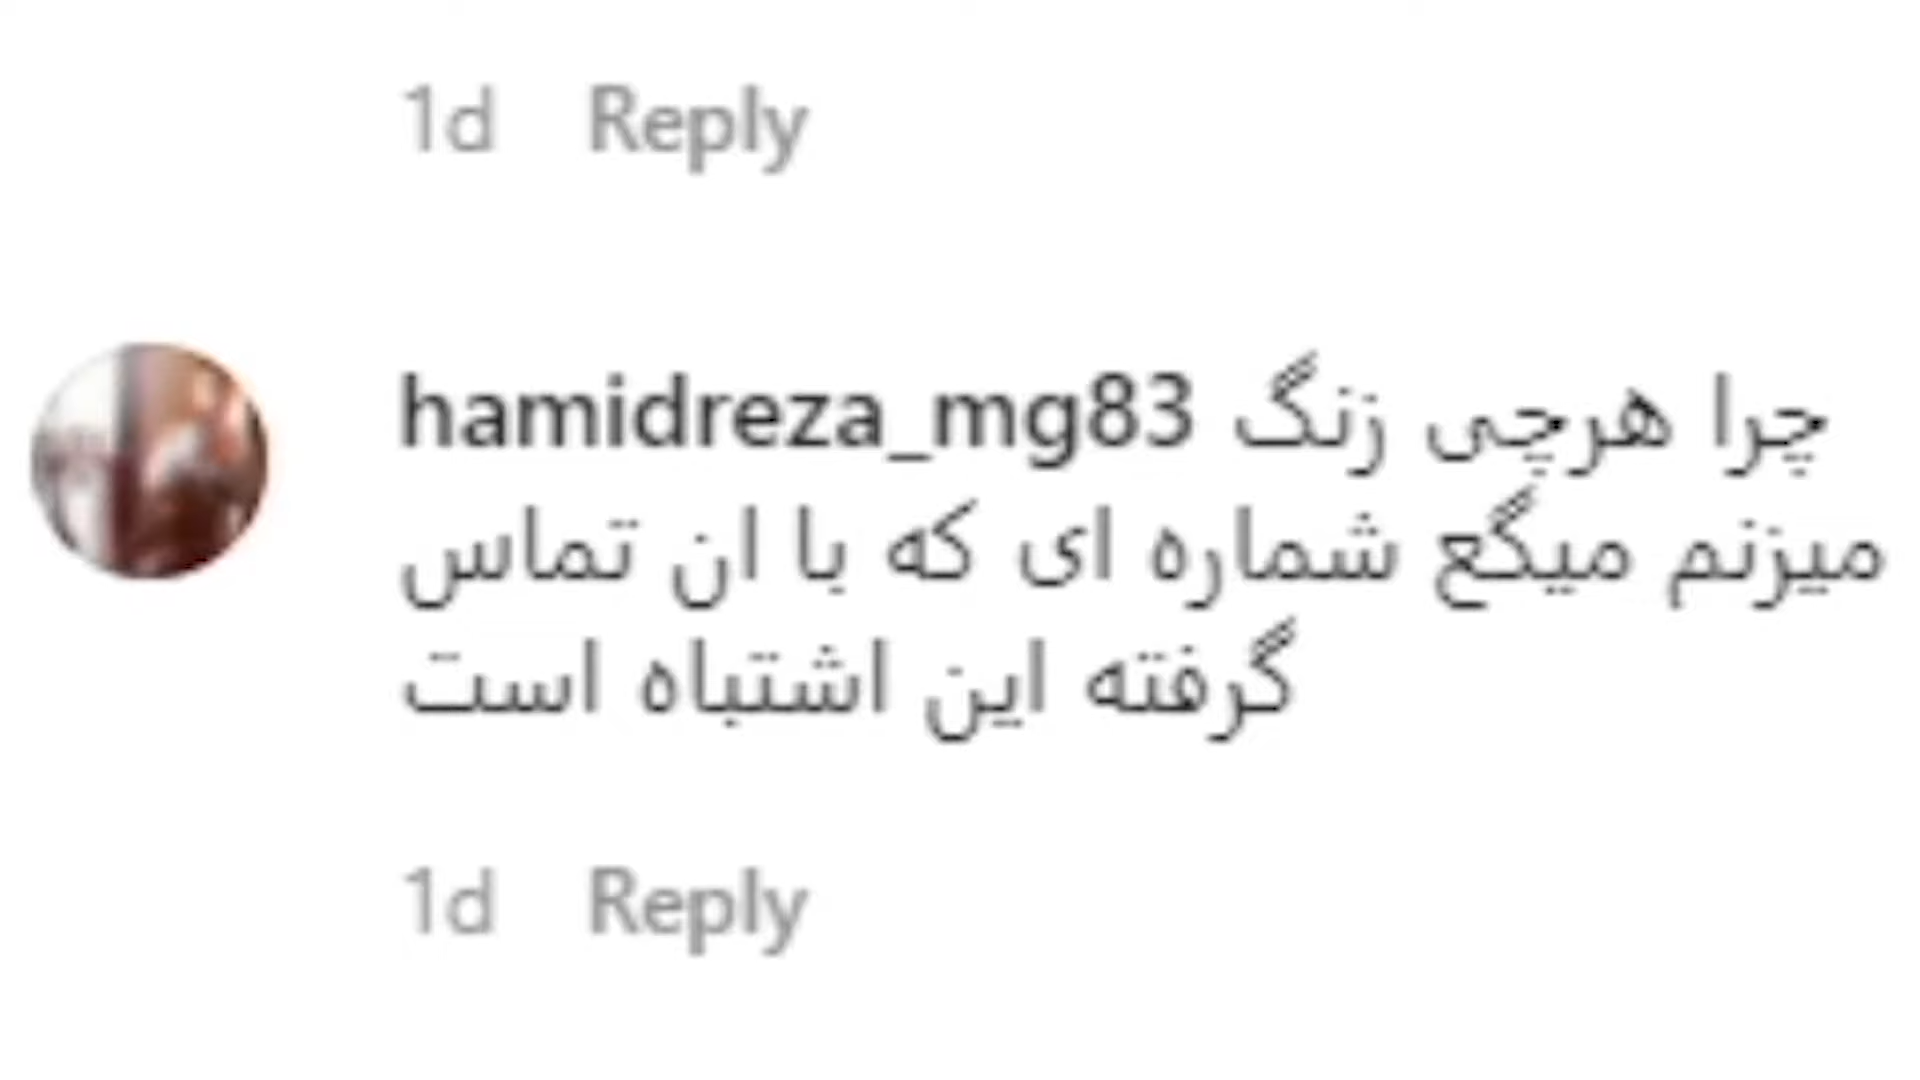 1d Reply
hamidreza_mg83 چرا هرچی زنگ
میزنم میگع شماره ای که با ان تماس
گرفته این اشتباه است
1d Reply